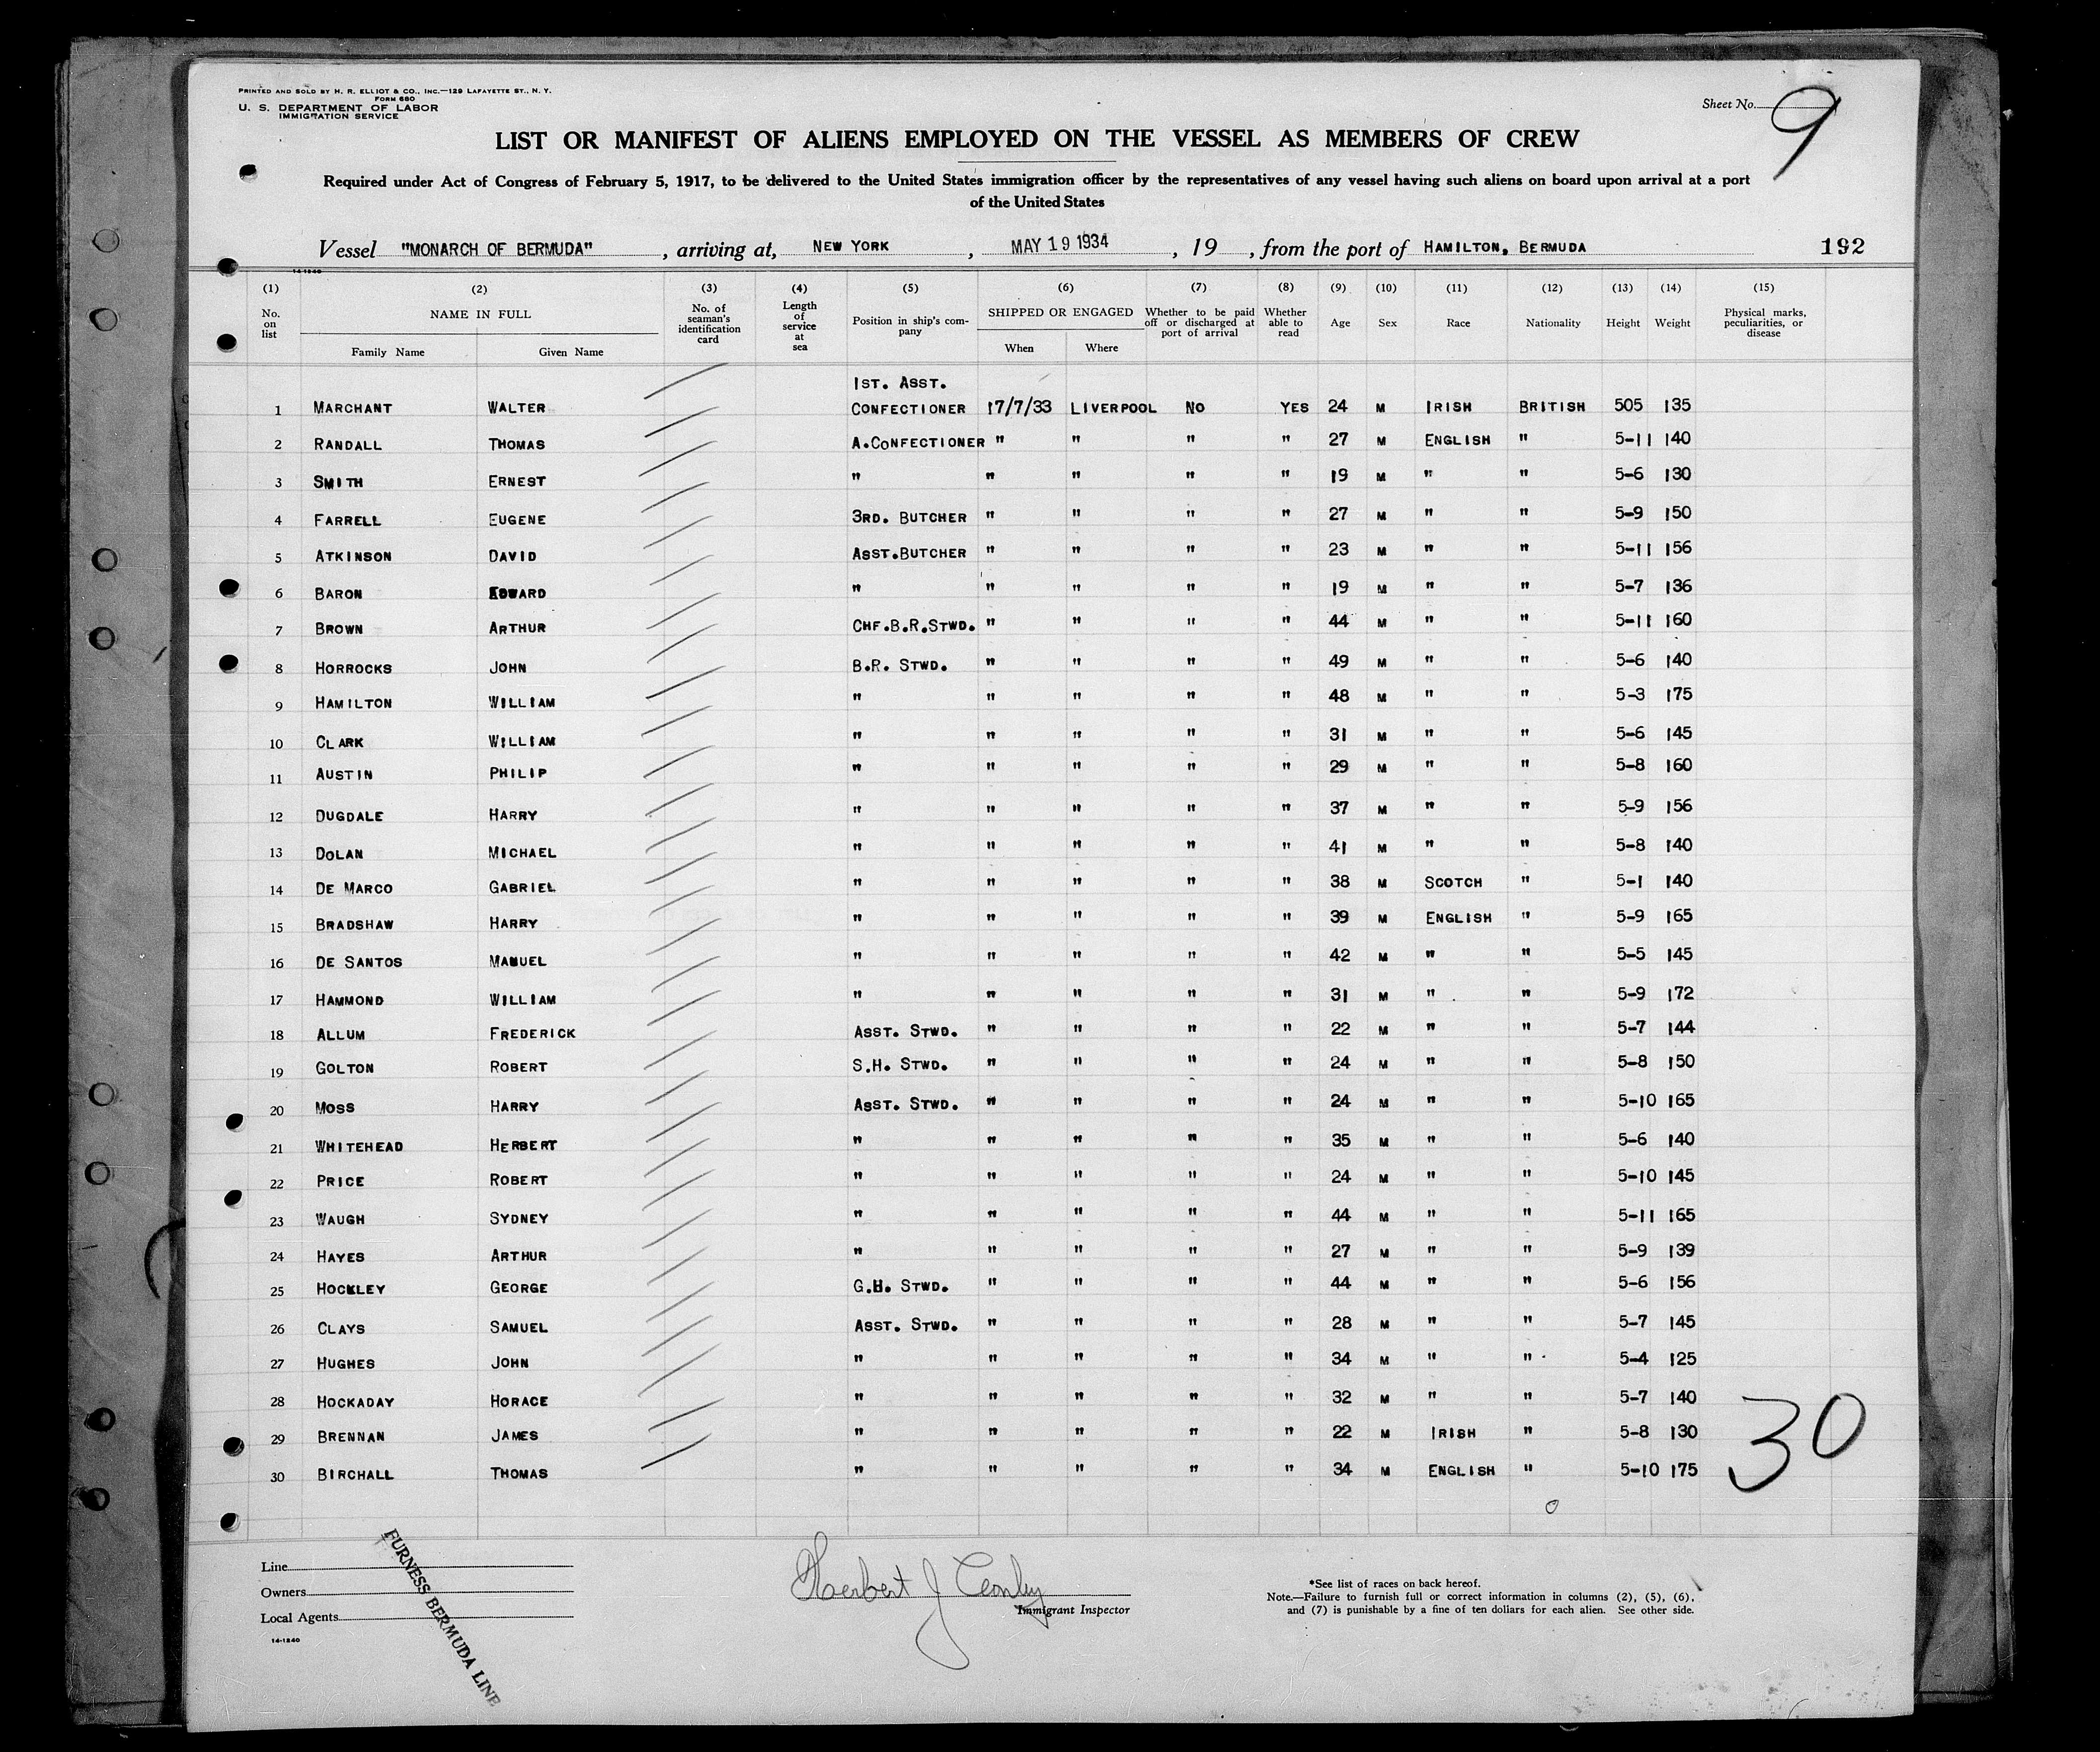 PRINTED AND SOLD BY H. R. ELLIOT & CO., INC.—129 LAFAYETTE ST., N. Y.
FORM 680
U. S. DEPARTMENT OF LABOR
IMMIGRATION SERVICE
Sheet No. 9
LIST OR MANIFEST OF ALIENS EMPLOYED ON THE VESSEL AS MEMBERS OF CREW
Required under Act of Congress of February 5, 1917, to be delivered to the United States immigration officer by the representatives of any vessel having such aliens on board upon arrival at a port
of the United States
Vessel "MONARCH OF BERMUDA" , arriving at, NEW YORK , MAY 19 1934 , 19 , from the port of HAMILTON, BERMUDA 192
14-1240
(1) (2) (3) (4) (5) (6) (7) (8) (9) (10) (11) (12) (13) (14) (15)
No. on list NAME IN FULL Family Name Given Name No. of seaman's identification card Length of service at sea Position in ship's company SHIPPED OR ENGAGED When Where Whether to be paid off or discharged at port of arrival Whether able to read Age Sex Race Nationality Height Weight Physical marks, peculiarities, or disease
1ST. ASST.
1 MARCHANT WALTER CONFECTIONER 17/7/33 LIVERPOOL NO YES 24 M IRISH BRITISH 505 135
2 RANDALL THOMAS A.CONFECTIONER " " " " 27 M ENGLISH " 5-11 140
3 SMITH ERNEST " " " " " 19 M " " 5-6 130
4 FARRELL EUGENE 3RD. BUTCHER " " " " 27 M " " 5-9 150
5 ATKINSON DAVID ASST.BUTCHER " " " " 23 M " " 5-11 156
6 BARON EDWARD " " " " " 19 M " " 5-7 136
7 BROWN ARTHUR CHF.B.R.STWD. " " " " 44 M " " 5-11 160
8 HORROCKS JOHN B.R. STWD. " " " " 49 M " " 5-6 140
9 HAMILTON WILLIAM " " " " " 48 M " " 5-3 175
10 CLARK WILLIAM " " " " " 31 M " " 5-6 145
11 AUSTIN PHILIP " " " " " 29 M " " 5-8 160
12 DUGDALE HARRY " " " " " 37 M " " 5-9 156
13 DOLAN MICHAEL " " " " " 41 M " " 5-8 140
14 DE MARCO GABRIEL " " " " " 38 M SCOTCH " 5-1 140
15 BRADSHAW HARRY " " " " " 39 M ENGLISH " 5-9 165
16 DE SANTOS MANUEL " " " " " 42 M " " 5-5 145
17 HAMMOND WILLIAM " " " " " 31 M " " 5-9 172
18 ALLUM FREDERICK ASST. STWD. " " " " 22 M " " 5-7 144
19 GOLTON ROBERT S.H. STWD. " " " " 24 M " " 5-8 150
20 MOSS HARRY ASST. STWD. " " " " 24 M " " 5-10 165
21 WHITEHEAD HERBERT " " " " " 35 M " " 5-6 140
22 PRICE ROBERT " " " " " 24 M " " 5-10 145
23 WAUGH SYDNEY " " " " " 44 M " " 5-11 165
24 HAYES ARTHUR " " " " " 27 M " " 5-9 139
25 HOCKLEY GEORGE G.H. STWD. " " " " 44 M " " 5-6 156
26 CLAYS SAMUEL ASST. STWD. " " " " 28 M " " 5-7 145
27 HUGHES JOHN " " " " " 34 M " " 5-4 125
28 HOCKADAY HORACE " " " " " 32 M " " 5-7 140
29 BRENNAN JAMES " " " " " 22 M IRISH " 5-8 130
30 BIRCHALL THOMAS " " " " " 34 M ENGLISH " 5-10 175
30
Line
Owners
Local Agents
14-1240
FURNESS BERMUDA LINE
Herbert J
Immigrant Inspector
*See list of races on back hereof.
Note.—Failure to furnish full or correct information in columns (2), (5), (6),
and (7) is punishable by a fine of ten dollars for each alien. See other side.